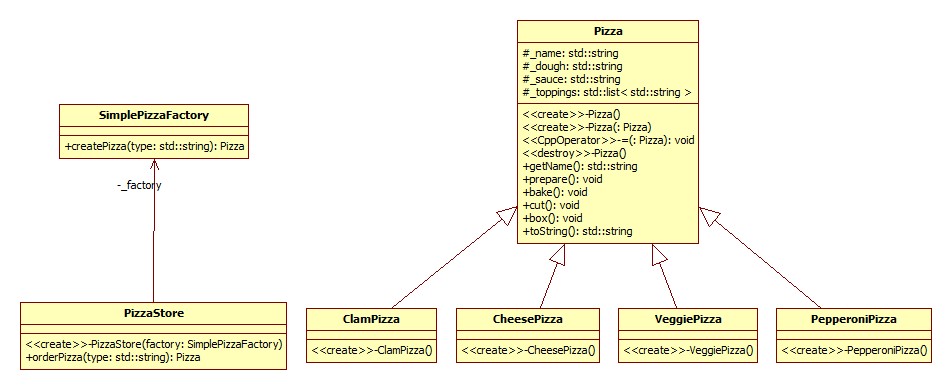 Pizza
#_name: std::string
#_dough: std::string
#_sauce: std::string
#_toppings: std::list< std::string >
<<create>>-Pizza()
<<create>>-Pizza(: Pizza)
<<CppOperator>>-=(: Pizza): void
<<destroy>>-Pizza()
+getName(): std::string
+prepare(): void
+bake(): void
+cut(): void
+box(): void
+toString(): std::string
SimplePizzaFactory
+createPizza(type: std::string): Pizza
-_factory
PizzaStore
<<create>>-PizzaStore(factory: SimplePizzaFactory)
+orderPizza(type: std::string): Pizza
ClamPizza
<<create>>-ClamPizza()
CheesePizza
<<create>>-CheesePizza()
VeggiePizza
<<create>>-VeggiePizza()
PepperoniPizza
<<create>>-PepperoniPizza()